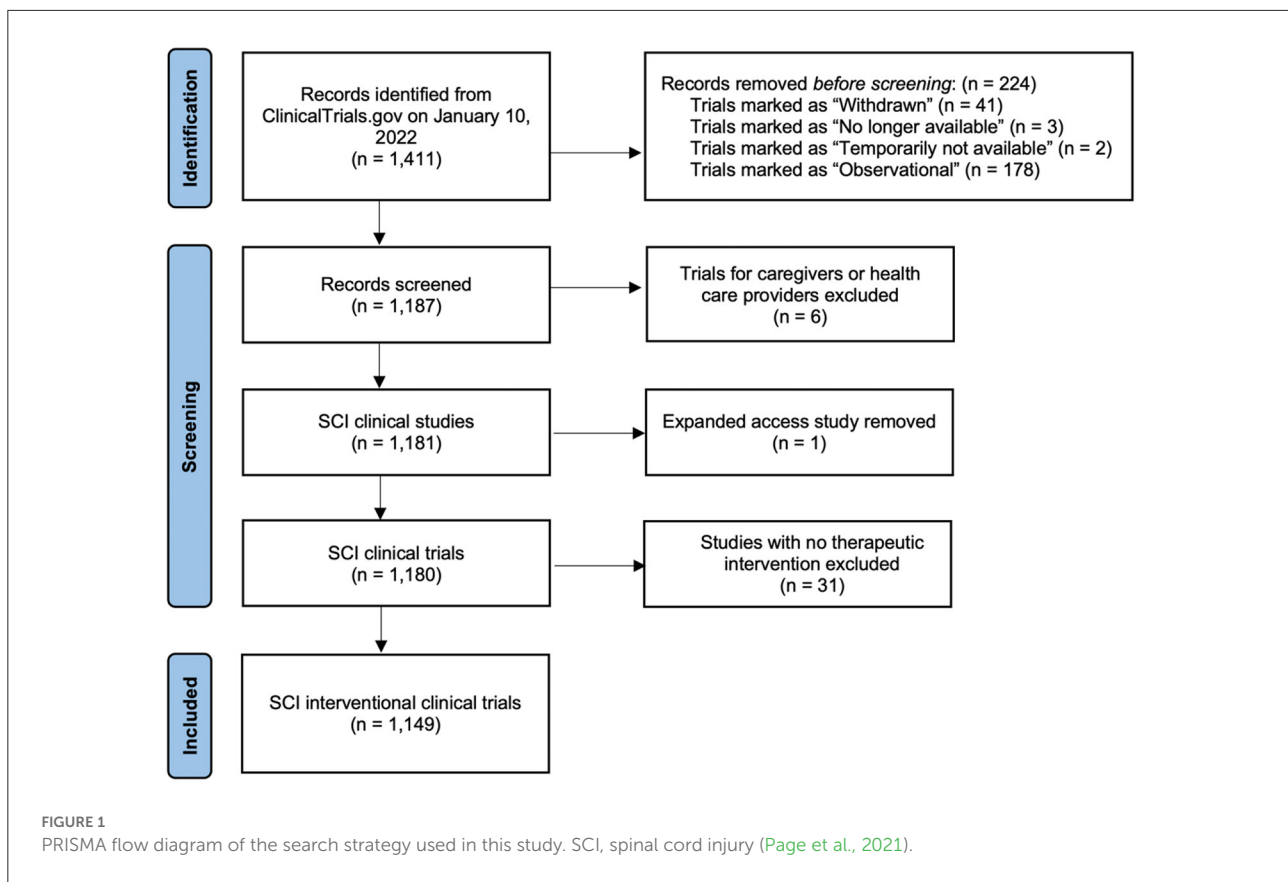 Identification
Records identified from
ClinicalTrials.gov on January 10,
2022
(n = 1,411)
Records removed before screening: (n = 224)
Trials marked as “Withdrawn” (n = 41)
Trials marked as “No longer available” (n = 3)
Trials marked as “Temporarily not available” (n = 2)
Trials marked as “Observational” (n = 178)
Screening
Records screened
(n = 1,187)
Trials for caregivers or health
care providers excluded
(n = 6)
SCI clinical studies
(n = 1,181)
Expanded access study removed
(n = 1)
SCI clinical trials
(n = 1,180)
Studies with no therapeutic
intervention excluded
(n = 31)
Included
SCI interventional clinical trials
(n = 1,149)
FIGURE 1
PRISMA flow diagram of the search strategy used in this study. SCI, spinal cord injury (Page et al., 2021).